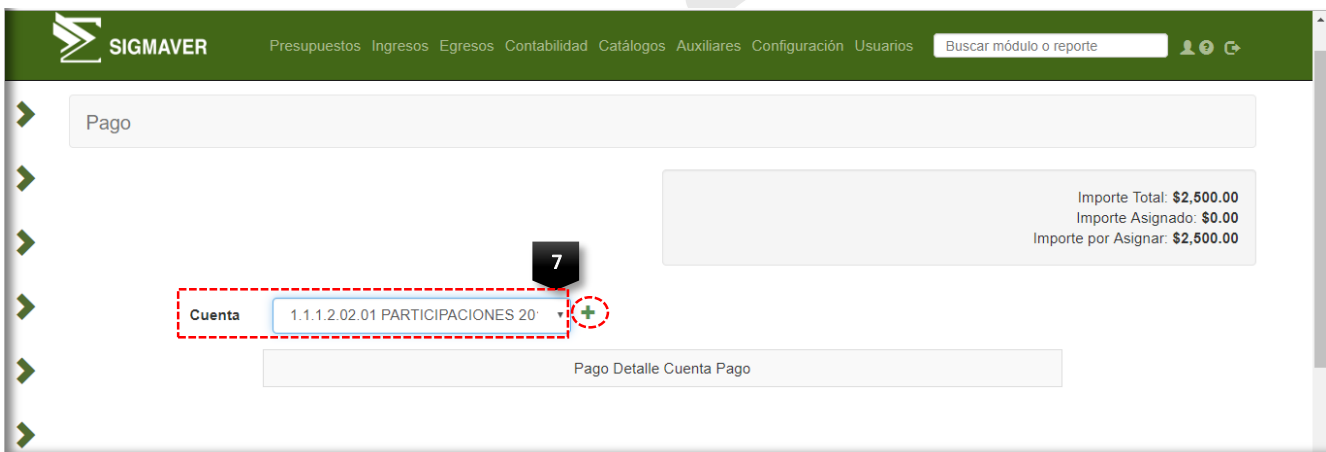 SIGMAVER
Presupuestos Ingresos Egresos Contabilidad Catálogos Auxiliares Configuración Usuarios
Buscar módulo o reporte
Pago
Importe Total: $2,500.00
Importe Asignado: $0.00
Importe por Asignar: $2,500.00
7
Cuenta
1.1.1.2.02.01 PARTICIPACIONES 20
Pago Detalle Cuenta Pago